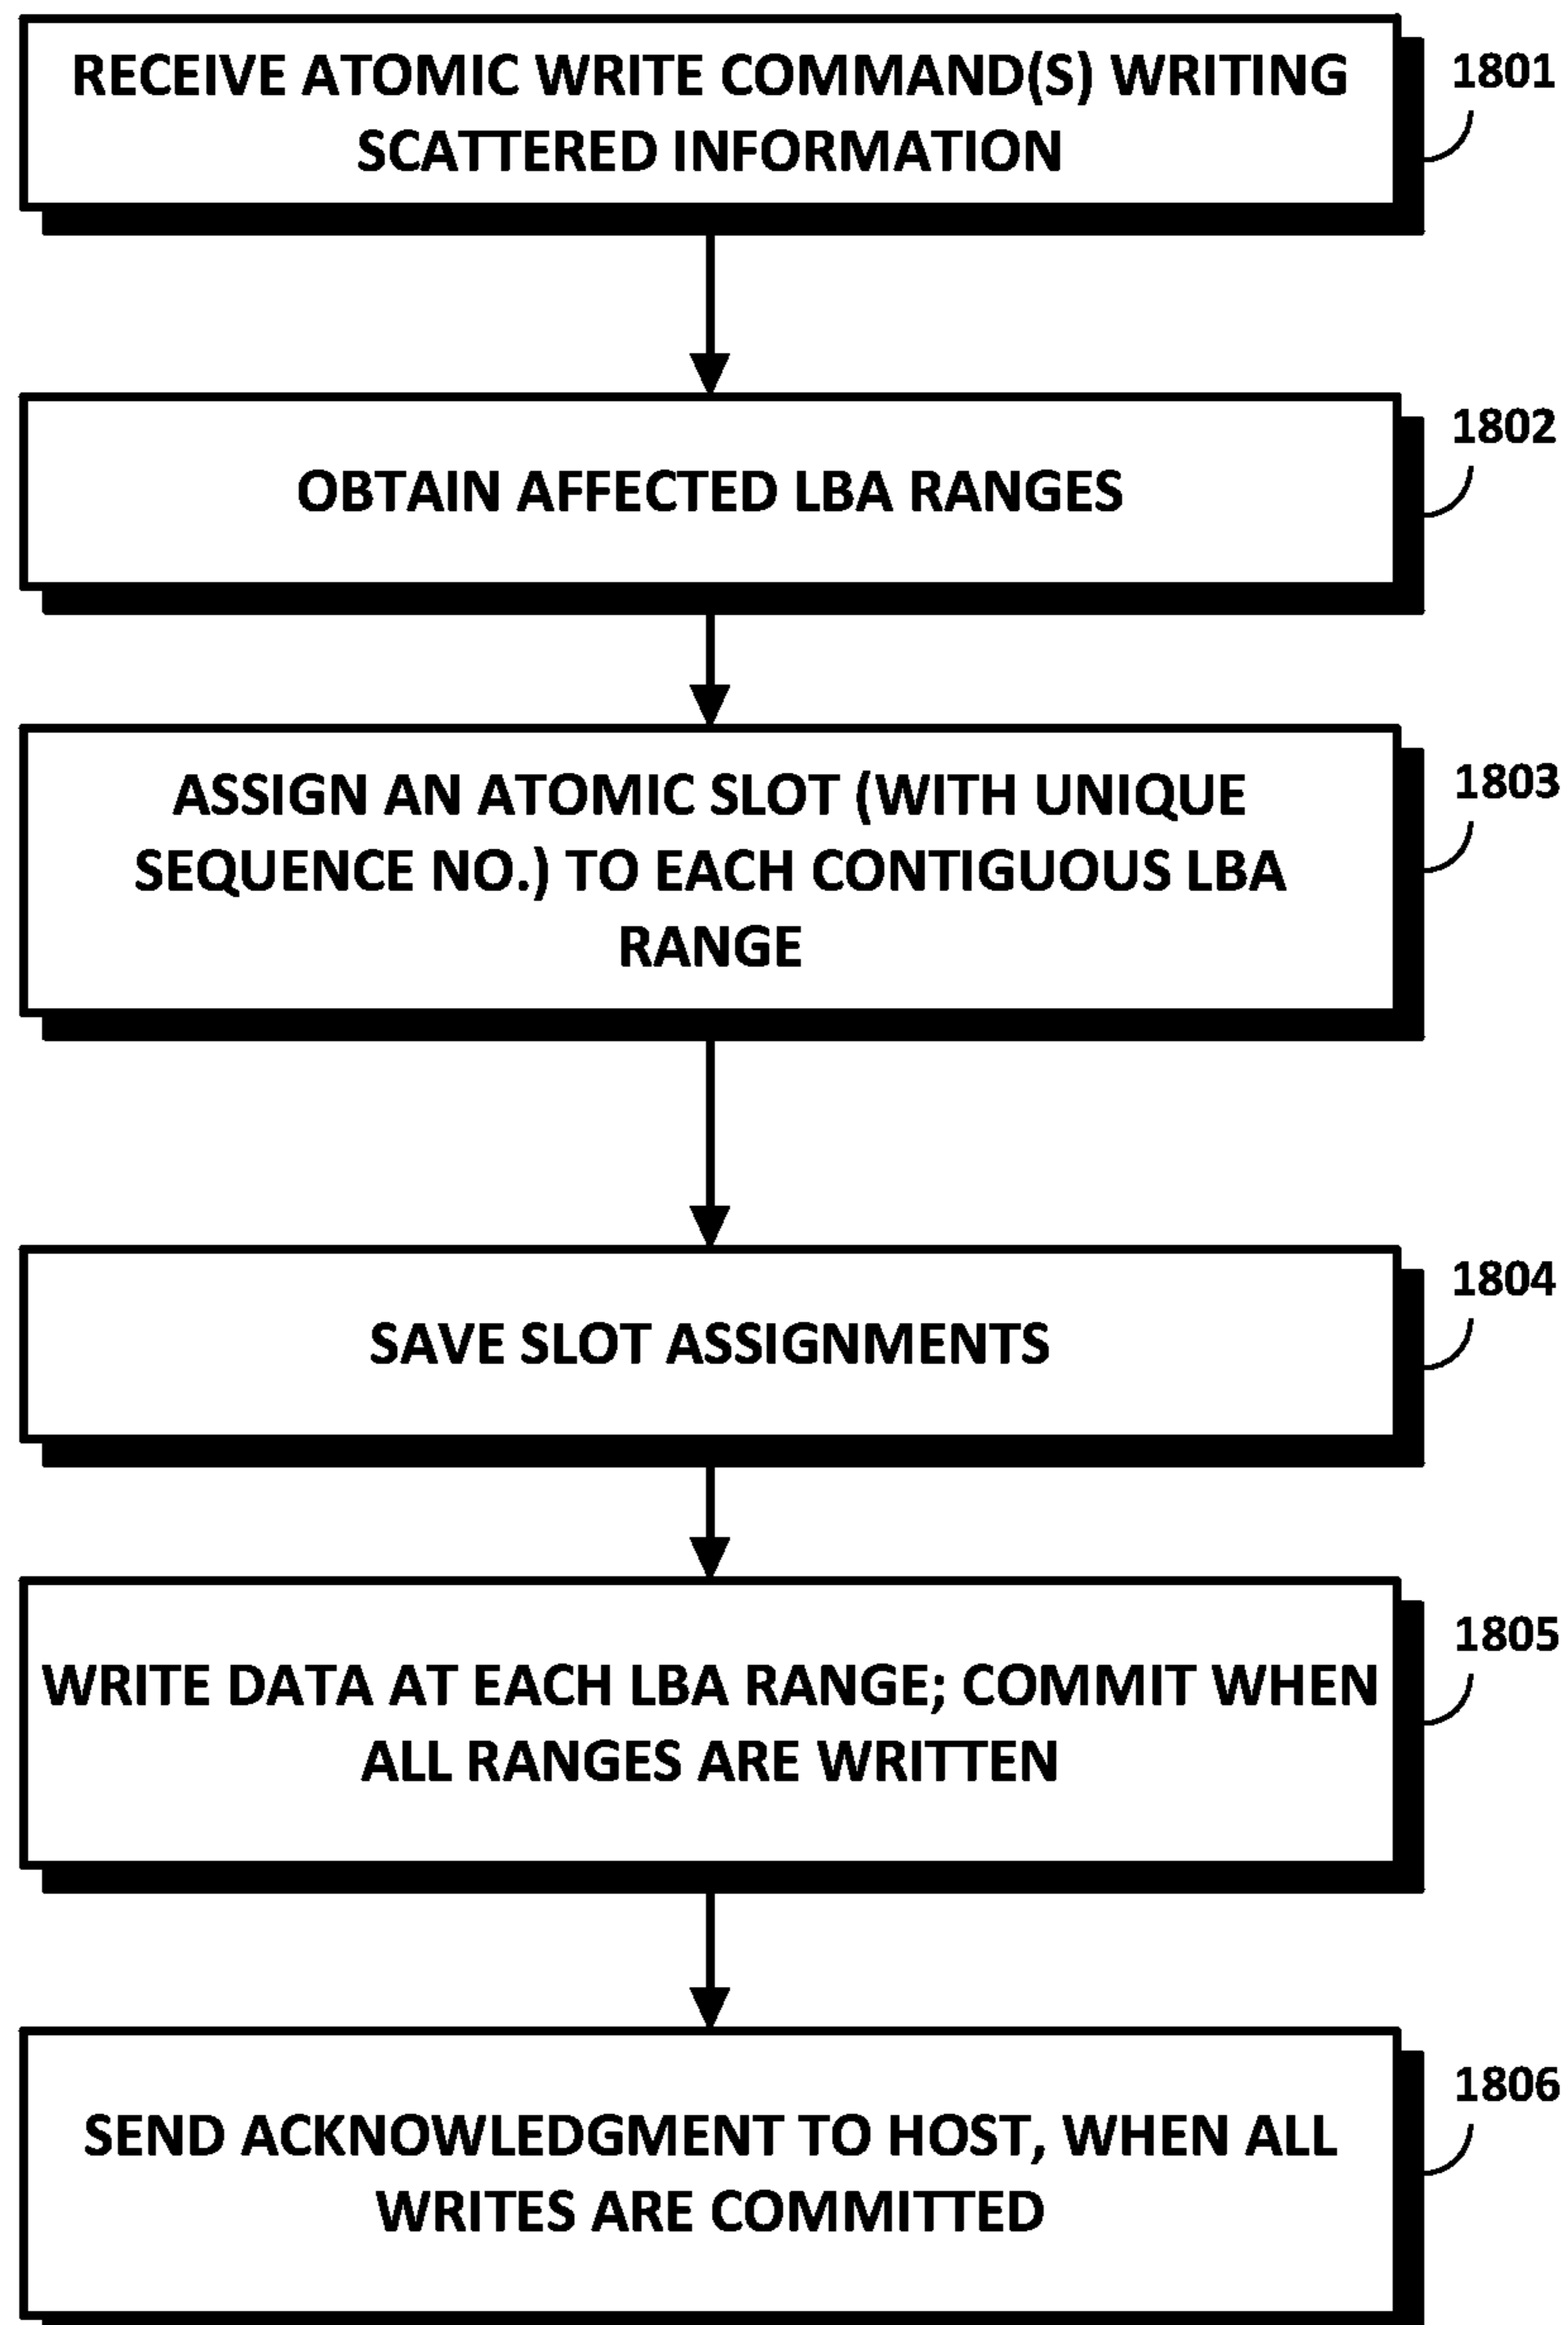 RECEIVE ATOMIC WRITE COMMAND(S) WRITING
SCATTERED INFORMATION
1801
OBTAIN AFFECTED LBA RANGES
1802
ASSIGN AN ATOMIC SLOT (WITH UNIQUE
SEQUENCE NO.) TO EACH CONTIGUOUS LBA
RANGE
1803
SAVE SLOT ASSIGNMENTS
1804
WRITE DATA AT EACH LBA RANGE; COMMIT WHEN
ALL RANGES ARE WRITTEN
1805
SEND ACKNOWLEDGMENT TO HOST, WHEN ALL
WRITES ARE COMMITTED
1806